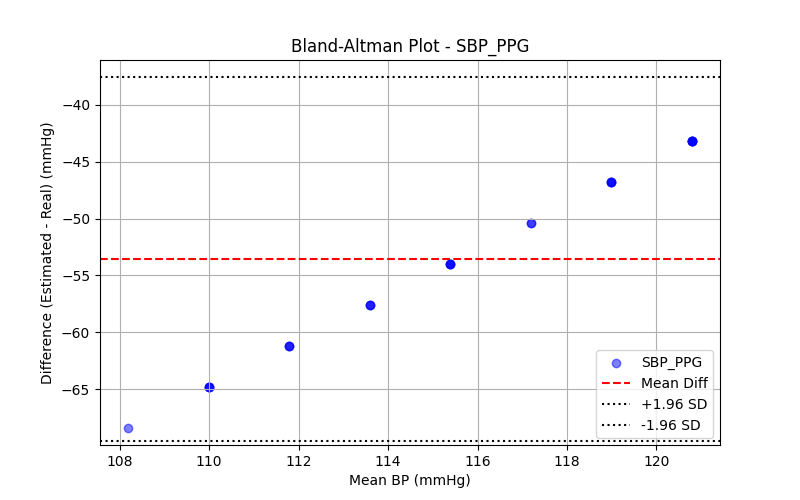 Bland-Altman Plot - SBP_PPG
Difference (Estimated - Real) (mmHg)
−40
−45
−50
−55
−60
−65
SBP_PPG
Mean Diff
+1.96 SD
-1.96 SD
108 110 112 114 116 118 120
Mean BP (mmHg)